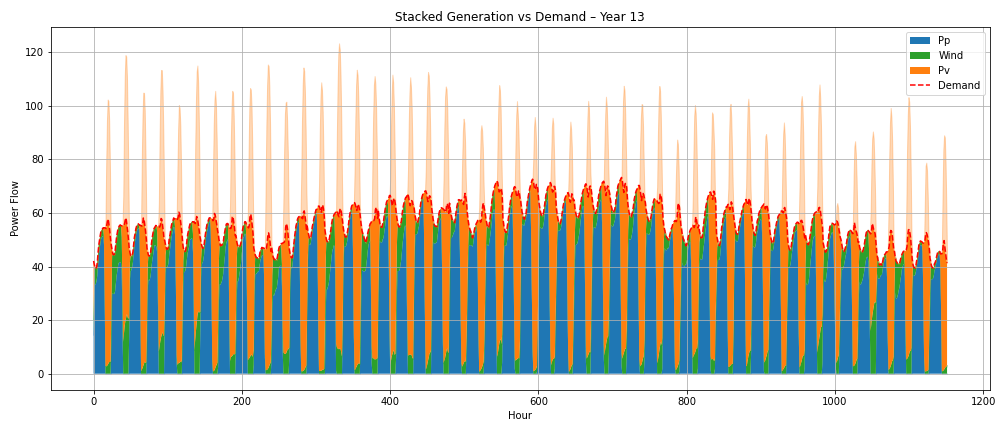 Stacked Generation vs Demand – Year 13
Power Flow
120
100
80
60
40
20
0
Pp
Wind
Pv
Demand
0
200
400
600
800
1000
1200
Hour